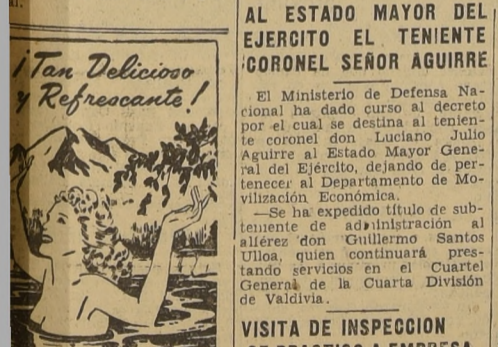 ¡Tan Delicioso
y Refrescante!
AL ESTADO MAYOR DEL
EJERCITO EL TENIENTE
CORONEL SEÑOR AGUIRRE
El Ministerio de Defensa Na-
cional ha dado curso al decreto
por el cual se destina al tenien-
te coronel don Luciano Julio
Aguirre al Estado Mayor Gene-
ral del Ejército, dejando de per-
tenecer al Departamento de Mo-
vilización Económica.
—Se ha expedido título de sub-
teniente de administración al
alférez don Guillermo Santos
Ulloa, quien continuará pres-
tando servicios en el Cuartel
General de la Cuarta División
de Valdivia.
VISITA DE INSPECCION